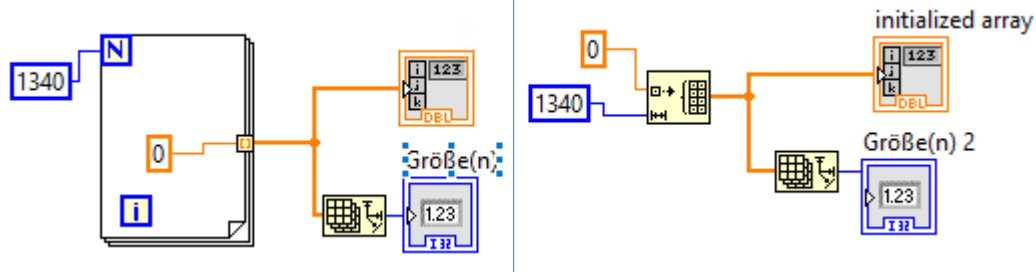 N
1340
0
i
i
j
k
123
DBL
Größe(n)
1.23
I32
initialized array
0
1340
i
j
k
123
DBL
Größe(n) 2
1.23
I32